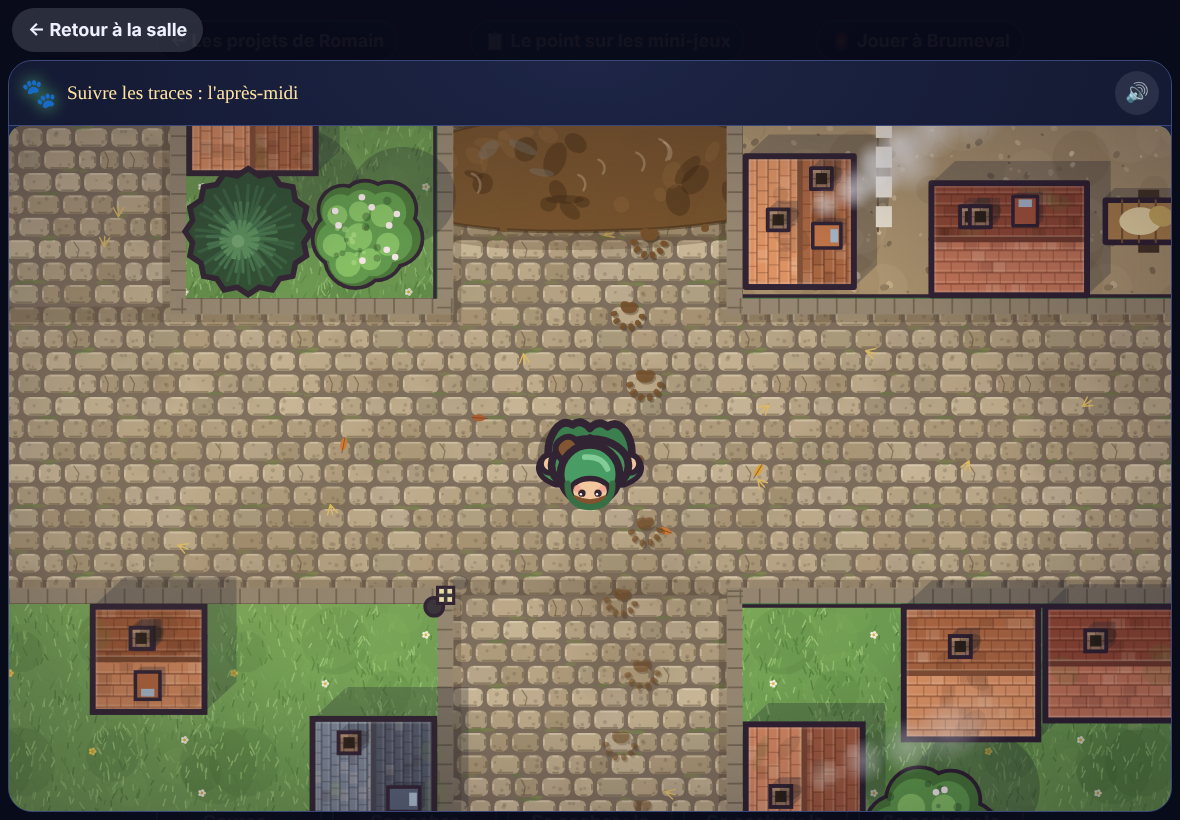 ← Retour à la salle
Les projets de Romain
Le point sur les mini-jeux
Jouer à Brumeval
Suivre les traces : l'après-midi